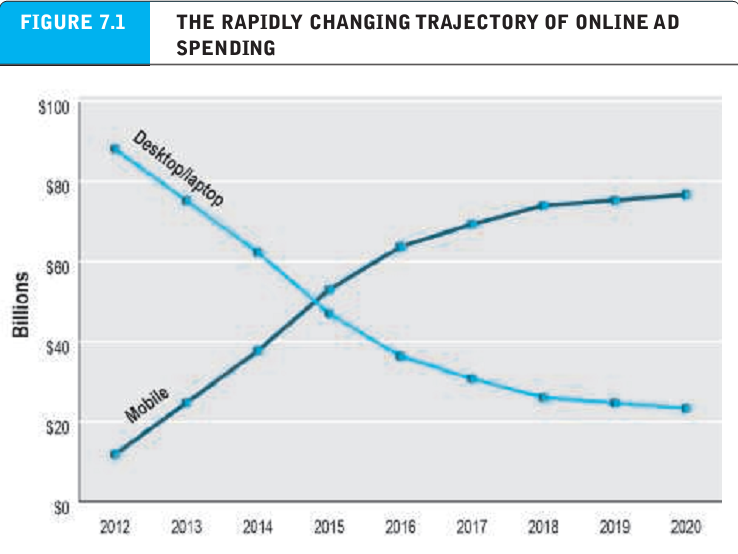 FIGURE 7.1
THE RAPIDLY CHANGING TRAJECTORY OF ONLINE AD
SPENDING
$100
$80
$60
$40
$20
$0
Billions
Desktop/laptop
Mobile
2012 2013 2014 2015 2016 2017 2018 2019 2020